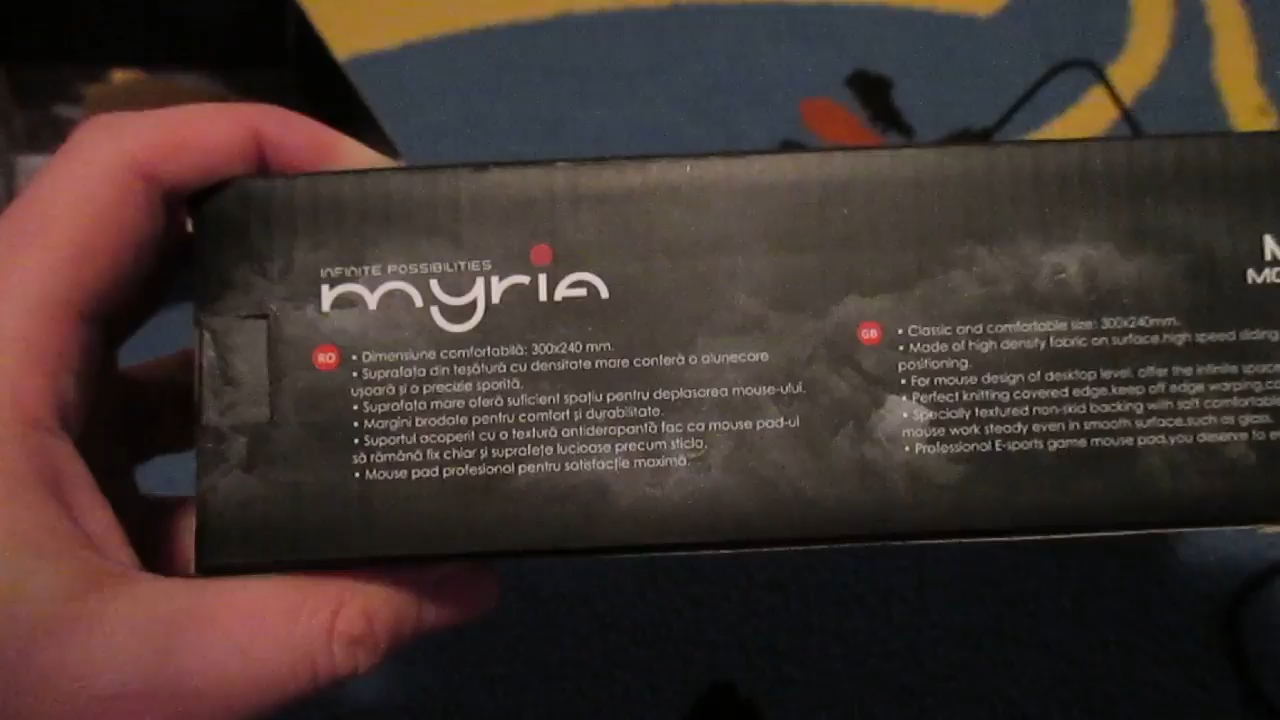 INFINITE POSSIBILITIES
myria
RO
• Dimensiune comfortabilă: 300x240 mm.
• Suprafața din teșătură cu densitate mare conferă o alunecare
ușoară și o precizie sporită.
• Suprafața mare oferă suficient spațiu pentru deplasarea mouse-ului.
• Margini brodate pentru comfort și durabilitate.
• Suportul acoperit cu o textură antiderapantă fac ca mouse pad-ul
să rămână fix chiar și suprafețe lucioase precum sticla.
• Mouse pad profesional pentru satisfacție maximă.
GB
• Classic and comfortable size: 300x240mm.
• Made of high density fabric on surface,high speed sliding
positioning.
• For mouse design of desktop level, offer the infinite space
• Perfect knitting covered edge,keep off edge warping,
• Specially textured non-skid backing with soft comfortable
mouse work steady even in smooth surface,such as glass.
• Professional E-sports game mouse pad,you deserve to